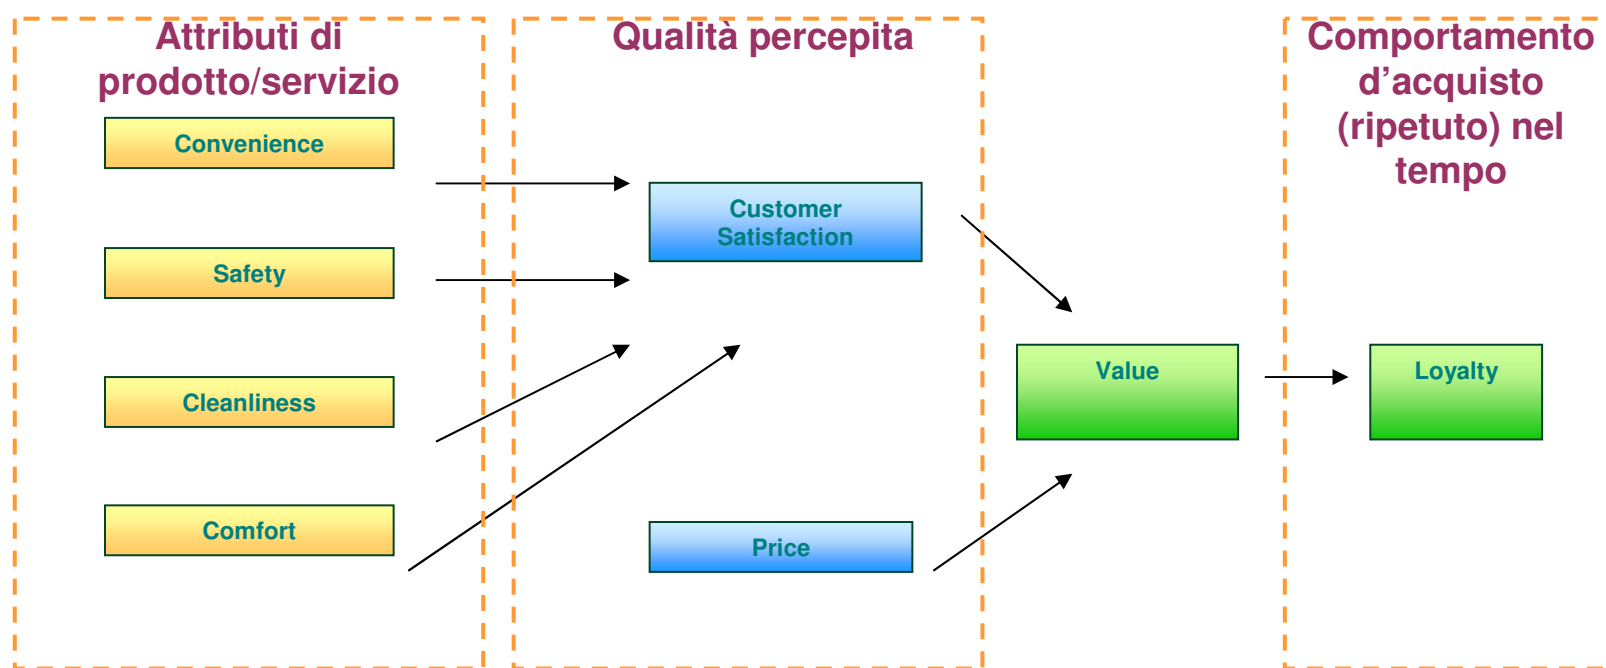 Attributi di
prodotto/servizio
Convenience
Safety
Cleanliness
Comfort
Qualità percepita
Customer
Satisfaction
Price
Value
Comportamento
d’acquisto
(ripetuto) nel
tempo
Loyalty